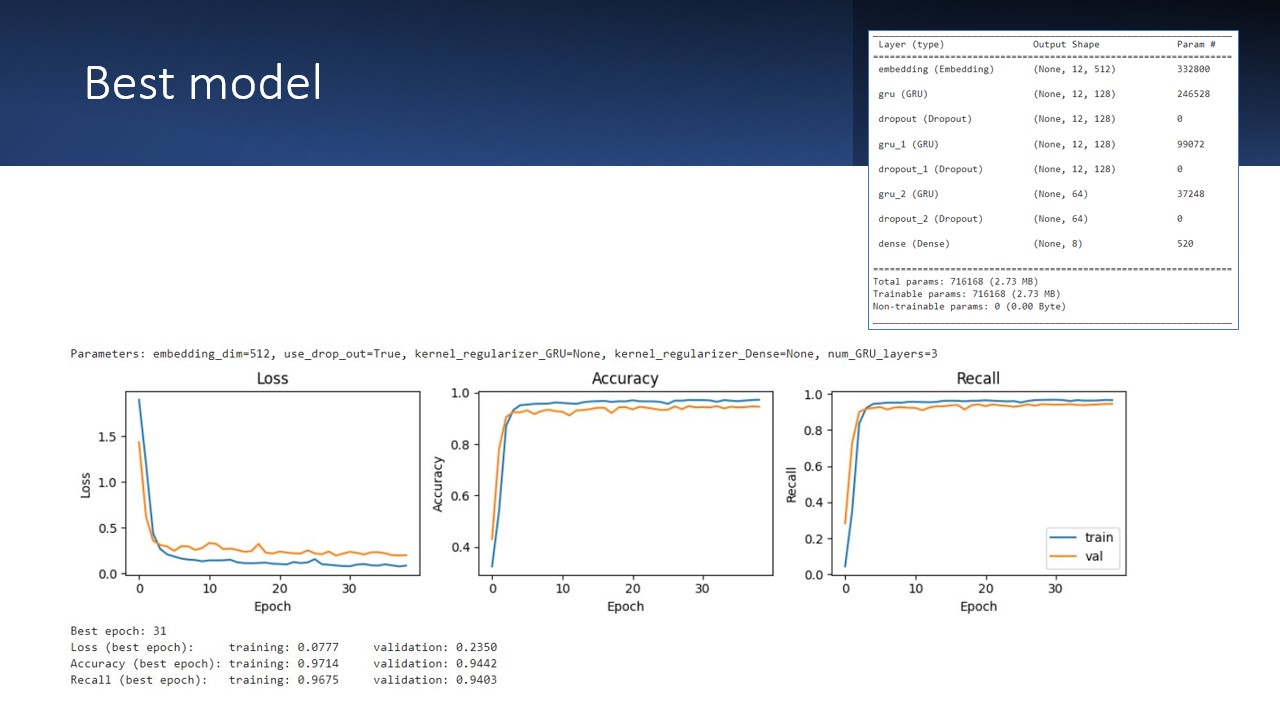 Best model
Layer (type) Output Shape Param #
embedding (Embedding) (None, 12, 512) 332800
gru (GRU) (None, 12, 128) 246528
dropout (Dropout) (None, 12, 128) 0
gru_1 (GRU) (None, 12, 128) 99072
dropout_1 (Dropout) (None, 12, 128) 0
gru_2 (GRU) (None, 64) 37248
dropout_2 (Dropout) (None, 64) 0
dense (Dense) (None, 8) 520
Total params: 716168 (2.73 MB)
Trainable params: 716168 (2.73 MB)
Non-trainable params: 0 (0.00 Byte)
Parameters: embedding_dim=512, use_drop_out=True, kernel_regularizer_GRU=None, kernel_regularizer_Dense=None, num_GRU_layers=3
Loss
Loss
1.5
1.0
0.5
0.0
0 10 20 30
Epoch
Accuracy
Accuracy
1.0
0.8
0.6
0.4
0 10 20 30
Epoch
Recall
Recall
1.0
0.8
0.6
0.4
0.2
0.0
0 10 20 30
Epoch
train
val
Best epoch: 31
Loss (best epoch): training: 0.0777 validation: 0.2350
Accuracy (best epoch): training: 0.9714 validation: 0.9442
Recall (best epoch): training: 0.9675 validation: 0.9403